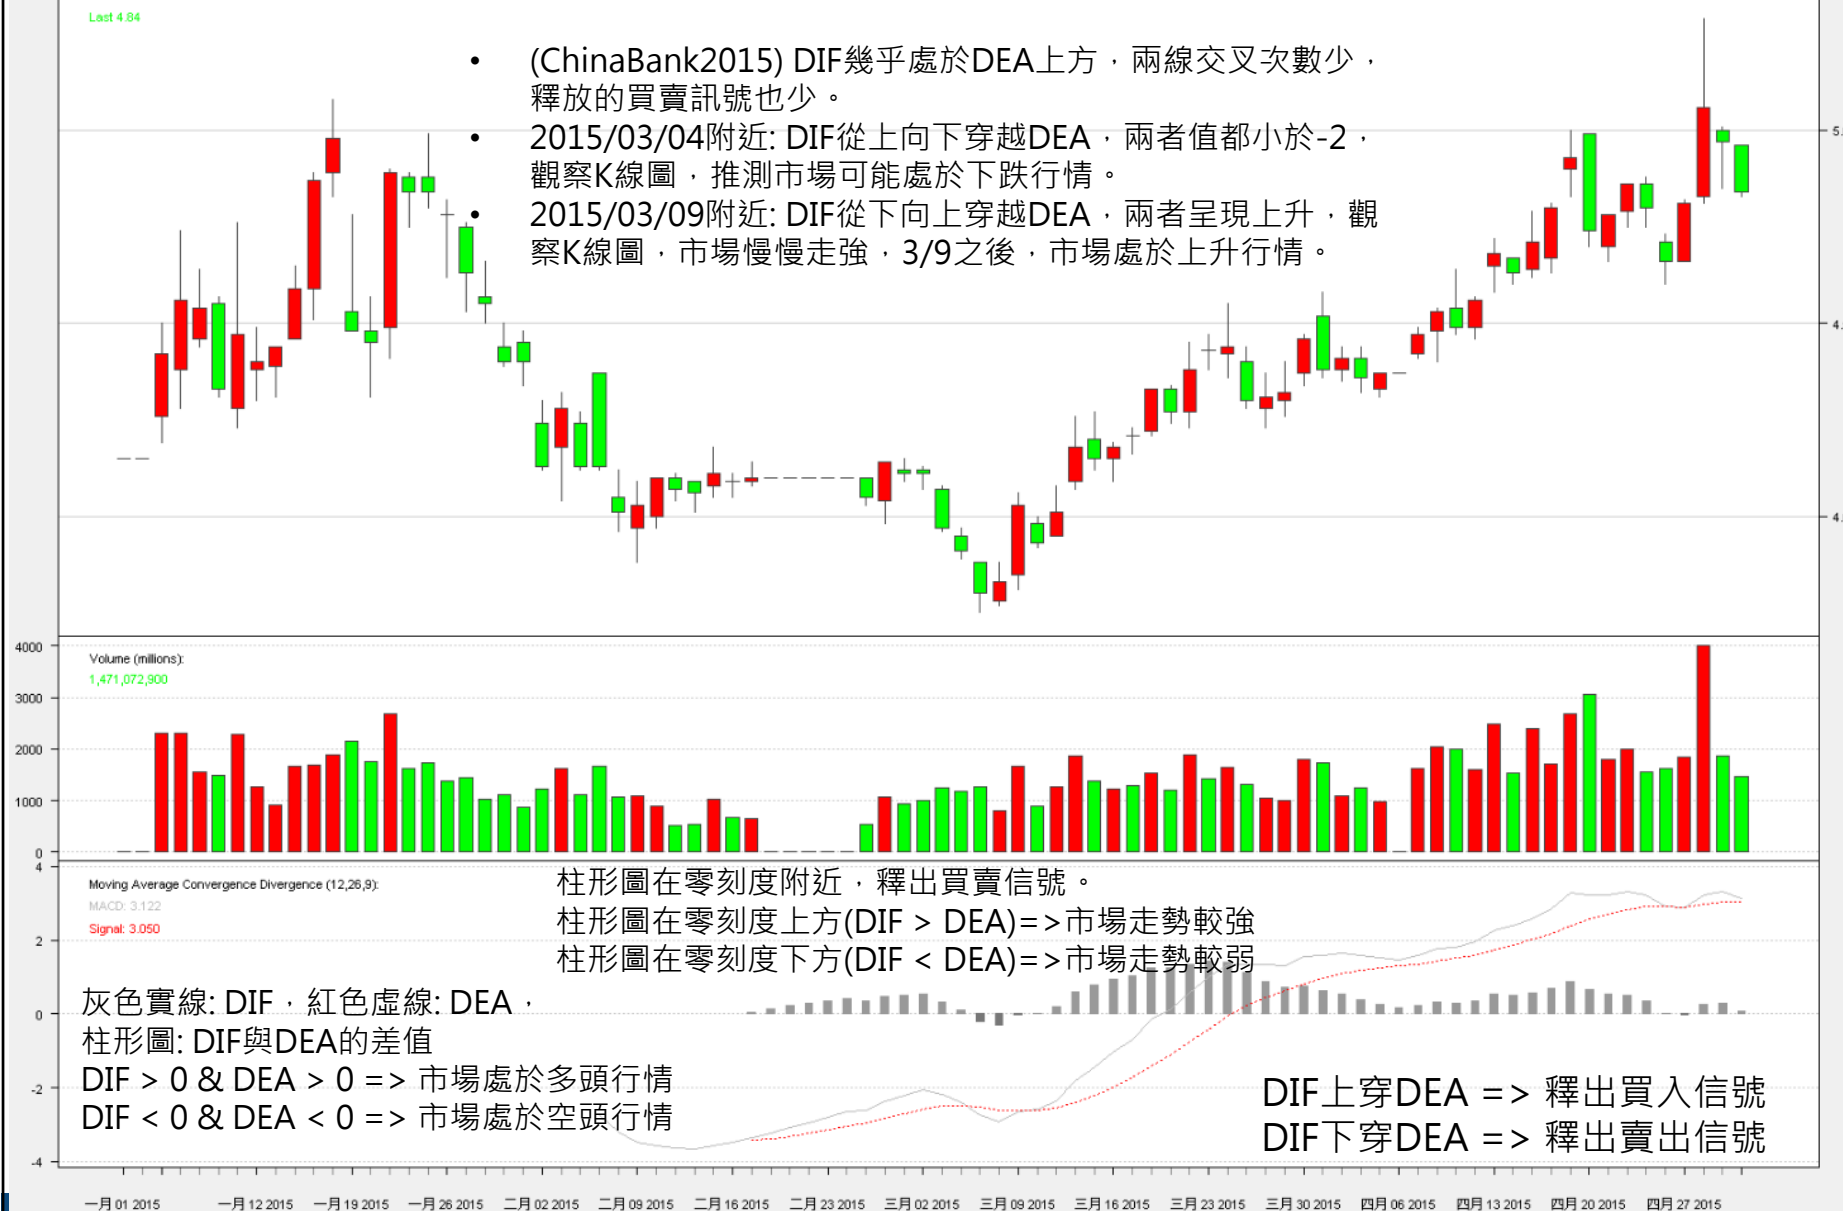 Last 4.84
• (ChinaBank2015) DIF幾乎處於DEA上方，兩線交叉次數少，
釋放的買賣訊號也少。
• 2015/03/04附近: DIF從上向下穿越DEA，兩者值都小於-2，
觀察K線圖，推測市場可能處於下跌行情。
• 2015/03/09附近: DIF從下向上穿越DEA，兩者呈現上升，觀
察K線圖，市場慢慢走強，3/9之後，市場處於上升行情。
5.
4.
4.
4000
Volume (millions):
1,471,072,900
3000
2000
1000
0
4
Moving Average Convergence Divergence (12,26,9):
MACD: 3.122
Signal: 3.050
柱形圖在零刻度附近，釋出買賣信號。
柱形圖在零刻度上方(DIF > DEA)=>市場走勢較強
柱形圖在零刻度下方(DIF < DEA)=>市場走勢較弱
2
0
-2
-4
灰色實線: DIF，紅色虛線: DEA，
柱形圖: DIF與DEA的差值
DIF > 0 & DEA > 0 => 市場處於多頭行情
DIF < 0 & DEA < 0 => 市場處於空頭行情
DIF上穿DEA => 釋出買入信號
DIF下穿DEA => 釋出賣出信號
一月 01 2015 一月 12 2015 一月 19 2015 一月 26 2015 二月 02 2015 二月 09 2015 二月 16 2015 二月 23 2015 三月 02 2015 三月 09 2015 三月 16 2015 三月 23 2015 三月 30 2015 四月 06 2015 四月 13 2015 四月 20 2015 四月 27 2015